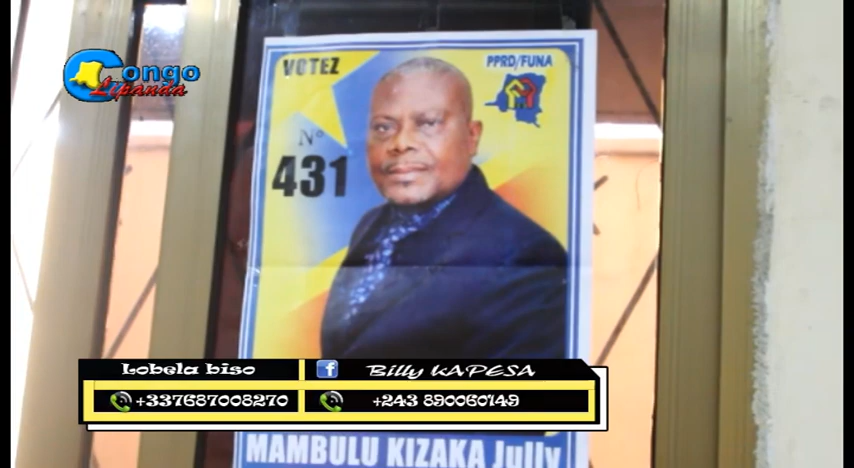 Congo
Lipanda
VOTEZ
PPRD/FUNA
N°
431
Lobela biso
Billy KAPESA
+337687008270
+243 890060149
MAMBULU KIZAKA Jully